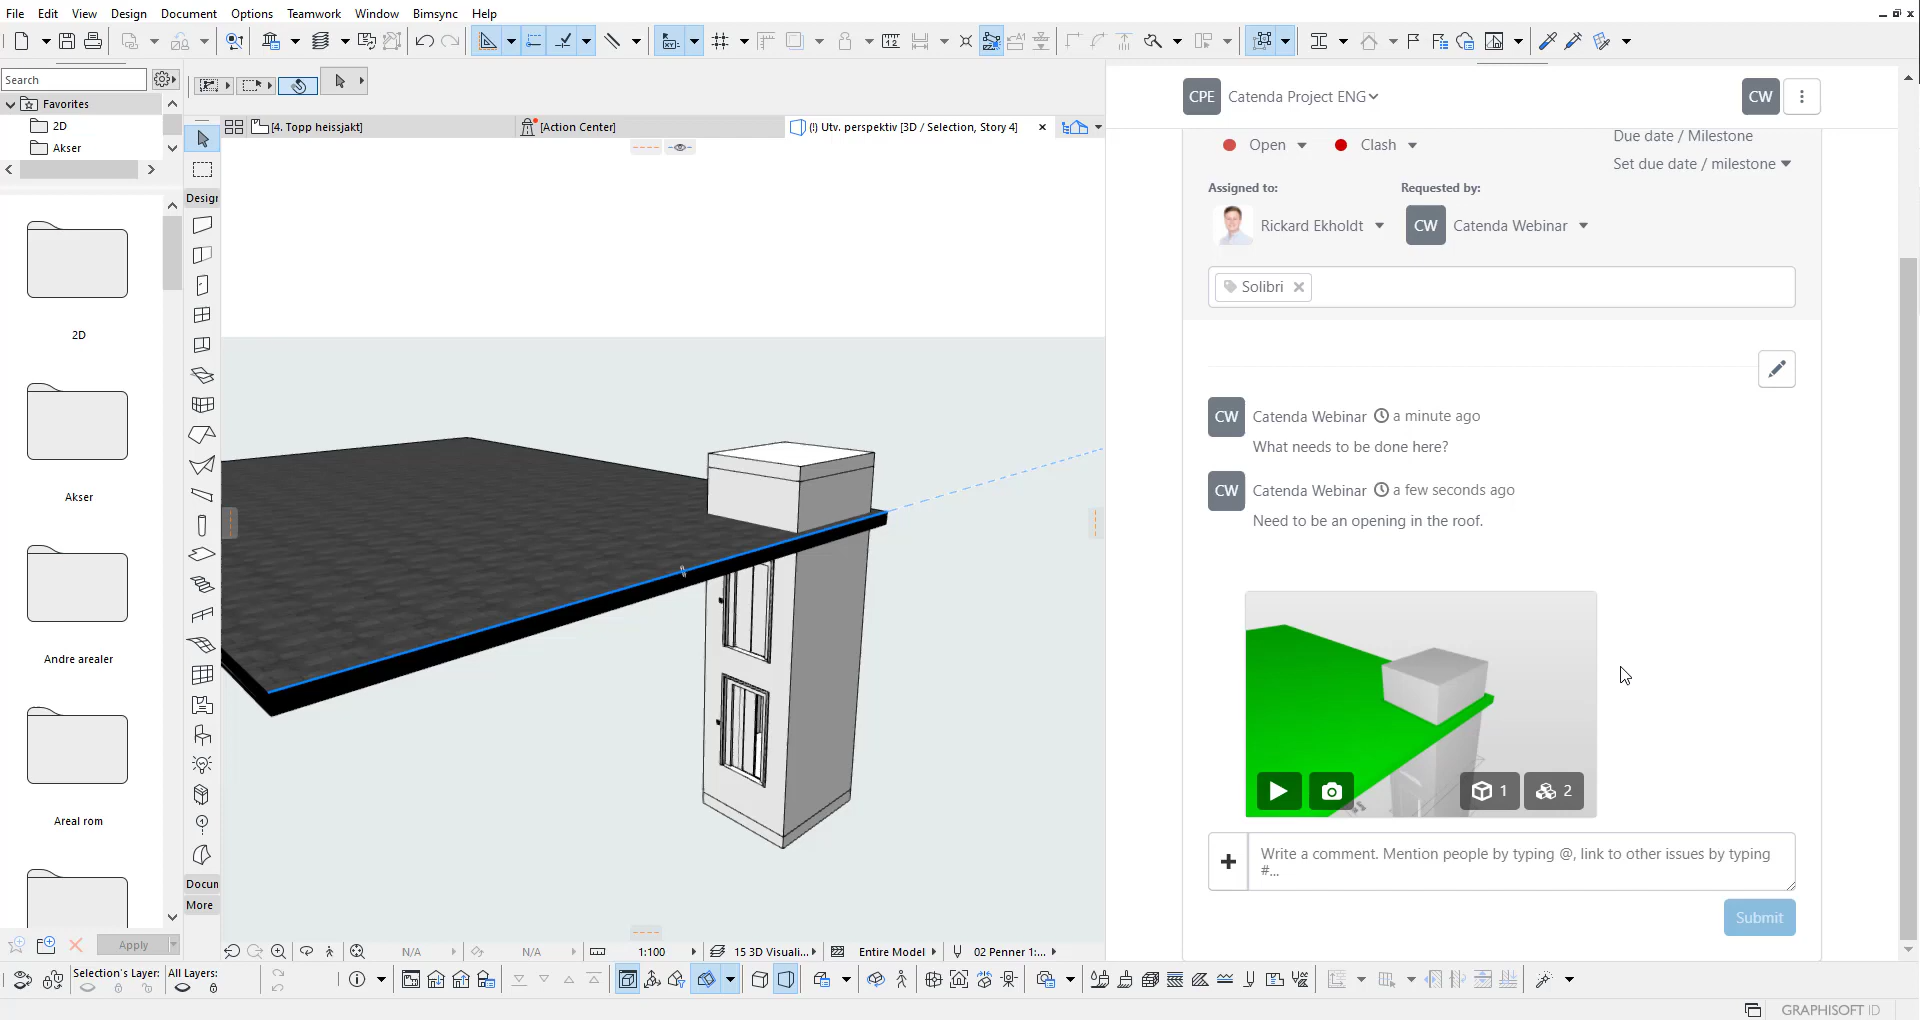 File Edit View Design Document Options Teamwork Window Bimsync Help
Search
Favorites
2D
Akser
2D
Akser
Andre arealer
Areal rom
Apply
Design
Docun
More
[4. Topp heissjakt]
[Action Center]
(!) Utv. perspektiv [3D / Selection, Story 4]
N/A
N/A
1:100
15 3D Visuali...
Entire Model
02 Penner 1:...
Selection's Layer:
All Layers:
CPE Catenda Project ENG
CW
Open
Clash
Due date / Milestone
Set due date / milestone
Assigned to:
Requested by:
Rickard Ekholdt
CW Catenda Webinar
Solibri
CW Catenda Webinar a minute ago
What needs to be done here?
CW Catenda Webinar a few seconds ago
Need to be an opening in the roof.
1
2
Write a comment. Mention people by typing @, link to other issues by typing
#...
Submit
GRAPHISOFT ID